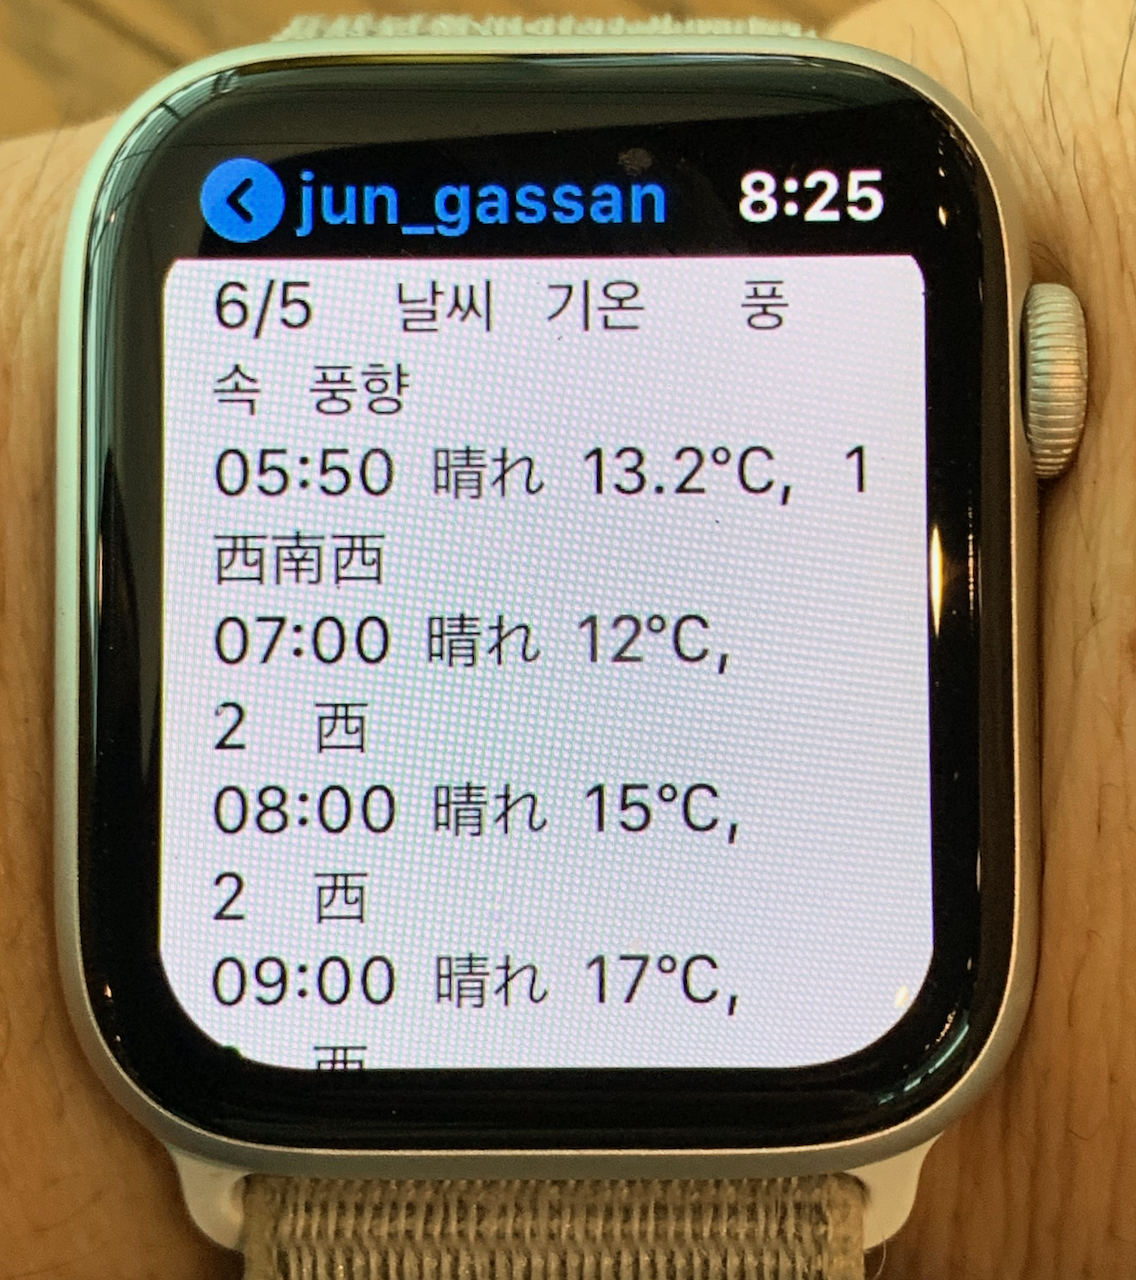 jun_gassan 8:25
6/5 날씨 기온 풍
속 풍향
05:50 晴れ 13.2°C, 1
西南西
07:00 晴れ 12°C,
2 西
08:00 晴れ 15°C,
2 西
09:00 晴れ 17°C,
西